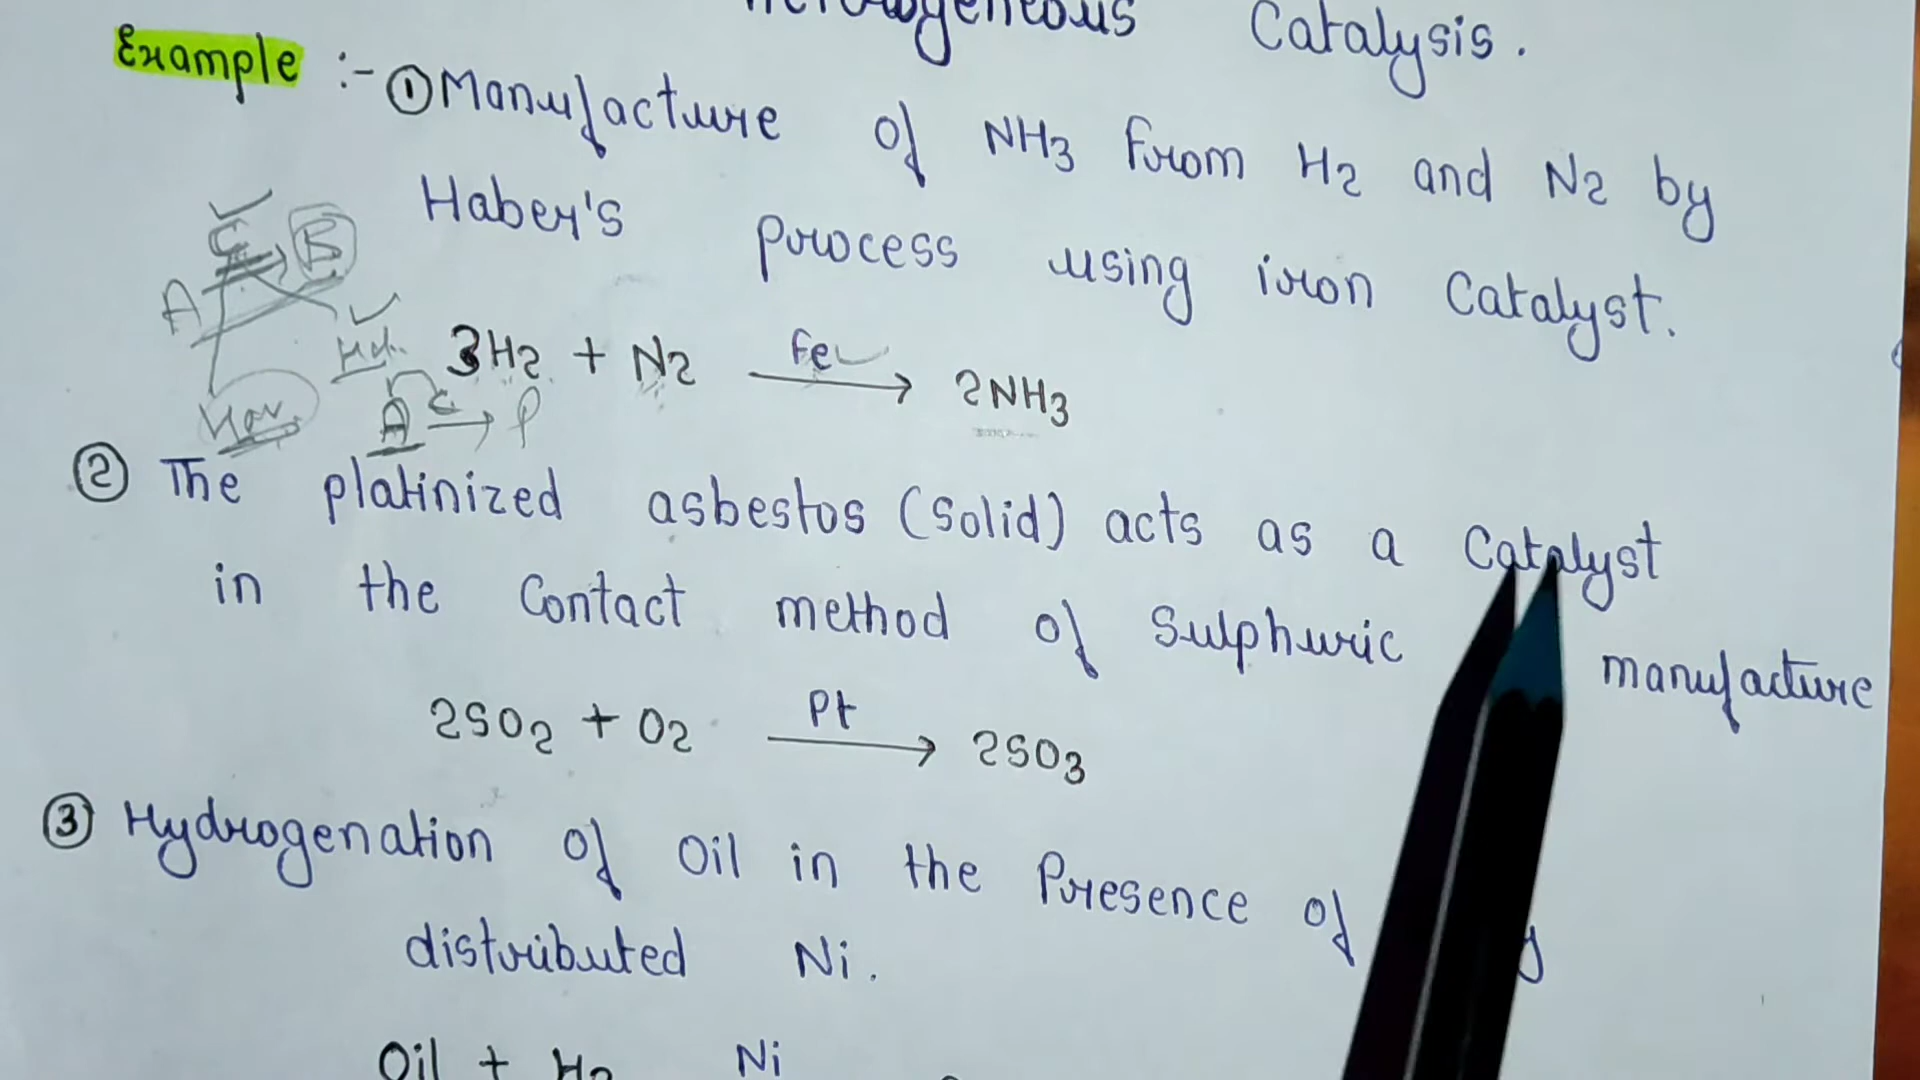 Heterogeneous Catalysis.
Example :- ① Manufacture of NH3 from H2 and N2 by
Haber's process using iron Catalyst.
C B
A
3H2 + N2 Fe → 2NH3
A C → P
② The platinized asbestos (solid) acts as a Catalyst
in the Contact method of Sulphuric manufacture
2SO2 + O2 Pt → 2SO3
③ Hydrogenation of Oil in the Presence of
distributed Ni.
Oil + H2 Ni